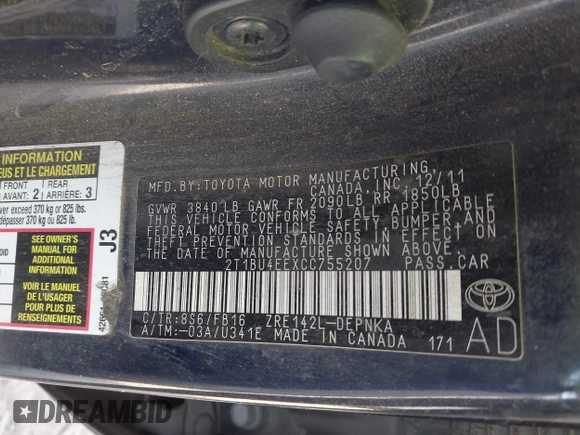 INFORMATION
EUS ET LE CHARGEMENT
FRONT
AVANT: 2
REAR
ARRIÈRE: 3
ver exceed 370 kg or 825 lbs.
dépasser 370 kg ou 825 lb.
SEE OWNER'S
MANUAL FOR
ADDITIONAL
INFORMATION
VOIR LE MANUEL
DE L'USAGER
POUR PLUS DE
RENSEIGNEMENTS
J3
MFD.BY:TOYOTA MOTOR MANUFACTURING
CANADA,INC. 12/11
GVWR 3840LB GAWR FR 2090LB RR 1850LB
THIS VEHICLE CONFORMS TO ALL APPLICABLE
FEDERAL MOTOR VEHICLE SAFETY,BUMPER AND
THEFT PREVENTION STANDARDS IN EFFECT ON
THE DATE OF MANUFACTURE SHOWN ABOVE.
2T1BU4EEXCC755207 PASS.CAR
C/TR:8S6/FB16 ZRE142L-DEPNKA
A/TM:-03A/U341E MADE IN CANADA 171
AD
TOYOTA
DREAMBID